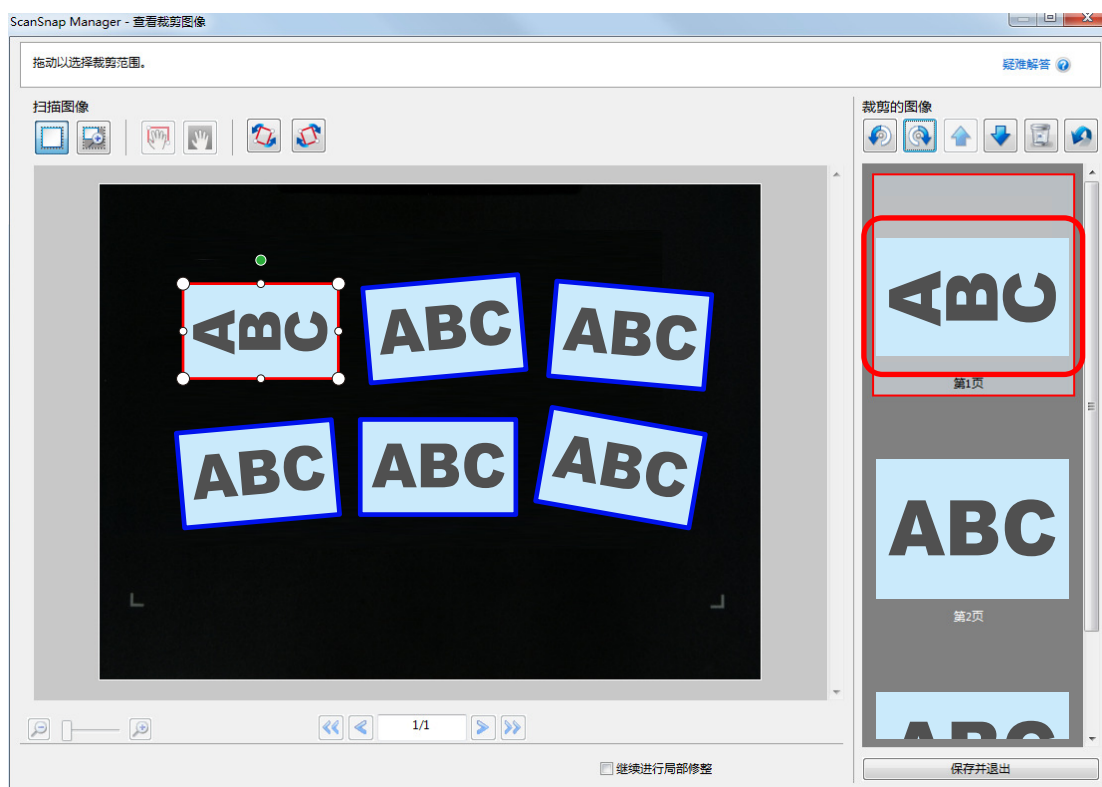 ScanSnap Manager - 查看裁剪图像
拖动以选择裁剪范围。
疑难解答
扫描图像
裁剪的图像
ABC
ABC
ABC
ABC
ABC
ABC
1/1
继续进行局部修整
ABC
第1页
ABC
第2页
ABC
保存并退出